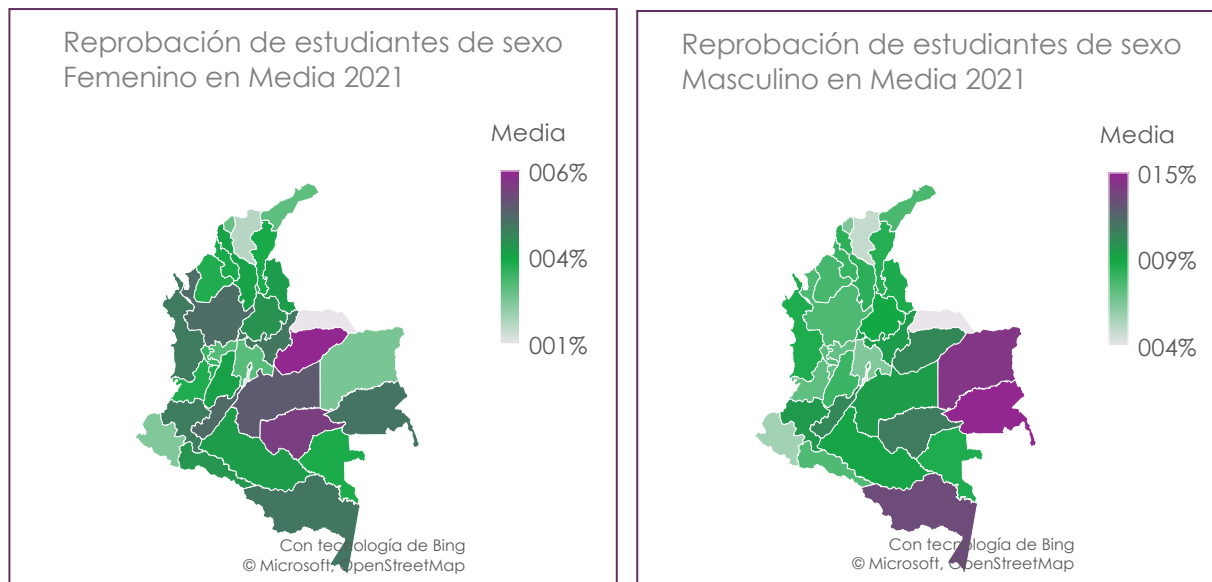 Reprobación de estudiantes de sexo
Femenino en Media 2021
Media
006%
004%
001%
Con tecnología de Bing
© Microsoft, OpenStreetMap
Reprobación de estudiantes de sexo
Masculino en Media 2021
Media
015%
009%
004%
Con tecnología de Bing
© Microsoft, OpenStreetMap